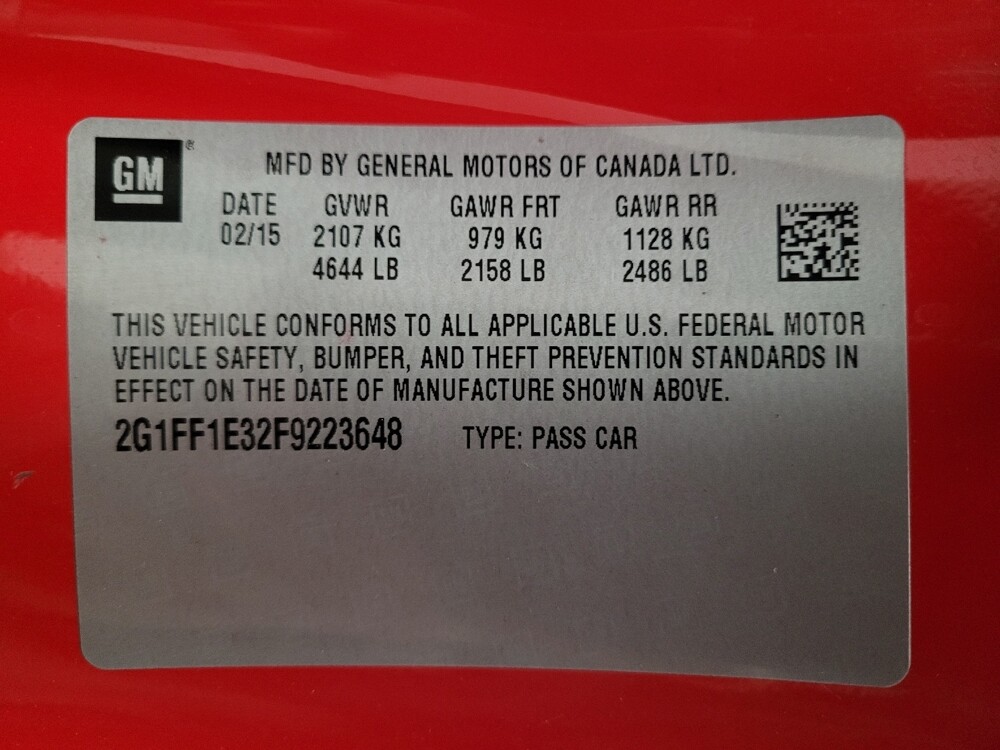 GM®
MFD BY GENERAL MOTORS OF CANADA LTD.
DATE GVWR GAWR FRT GAWR RR
02/15 2107 KG 979 KG 1128 KG
4644 LB 2158 LB 2486 LB
THIS VEHICLE CONFORMS TO ALL APPLICABLE U.S. FEDERAL MOTOR
VEHICLE SAFETY, BUMPER, AND THEFT PREVENTION STANDARDS IN
EFFECT ON THE DATE OF MANUFACTURE SHOWN ABOVE.
2G1FF1E32F9223648 TYPE: PASS CAR